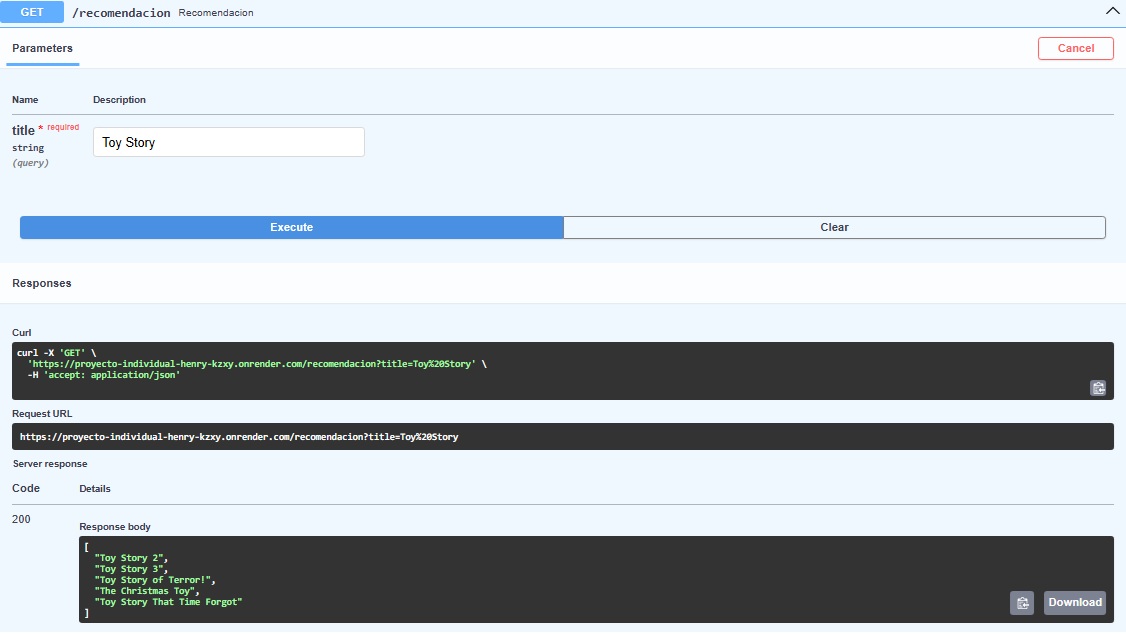 GET /recomendacion Recomendacion
Parameters
Cancel
Name Description
title * required
string
(query)
Toy Story
Execute Clear
Responses
Curl
curl -X 'GET' \
'https://proyecto-individual-henry-kzxy.onrender.com/recomendacion?title=Toy%20Story' \
-H 'accept: application/json'
Request URL
https://proyecto-individual-henry-kzxy.onrender.com/recomendacion?title=Toy%20Story
Server response
Code Details
200
Response body
[
"Toy Story 2",
"Toy Story 3",
"Toy Story of Terror!",
"The Christmas Toy",
"Toy Story That Time Forgot"
]
Download